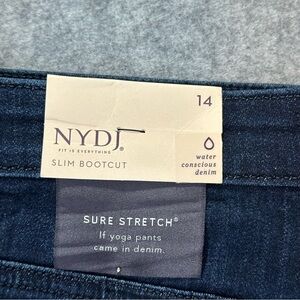 14
NYDJ®
FIT IS EVERYTHING
SLIM BOOTCUT
water
conscious
denim
SURE STRETCH®
If yoga pants
came in denim.